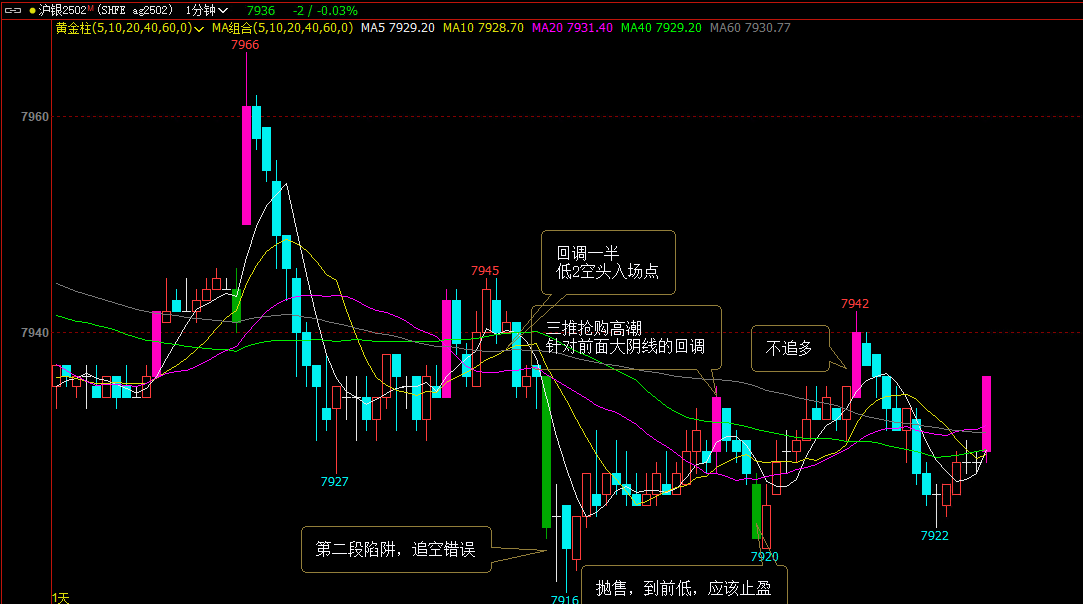 沪银2502ᴹ (SHFE ag2502) 1分钟 7936 -2 / -0.03%
黄金柱(5,10,20,40,60,0) MA组合(5,10,20,40,60,0) MA5 7929.20 MA10 7928.70 MA20 7931.40 MA40 7929.20 MA60 7930.77
7966
7960
回调一半
低2空头入场点
7945
7942
三推抢购高潮
针对前面大阴线的回调
7940
不追多
7927
7922
第二段陷阱，追空错误
7920
抛售，到前低，应该止盈
7916
1天